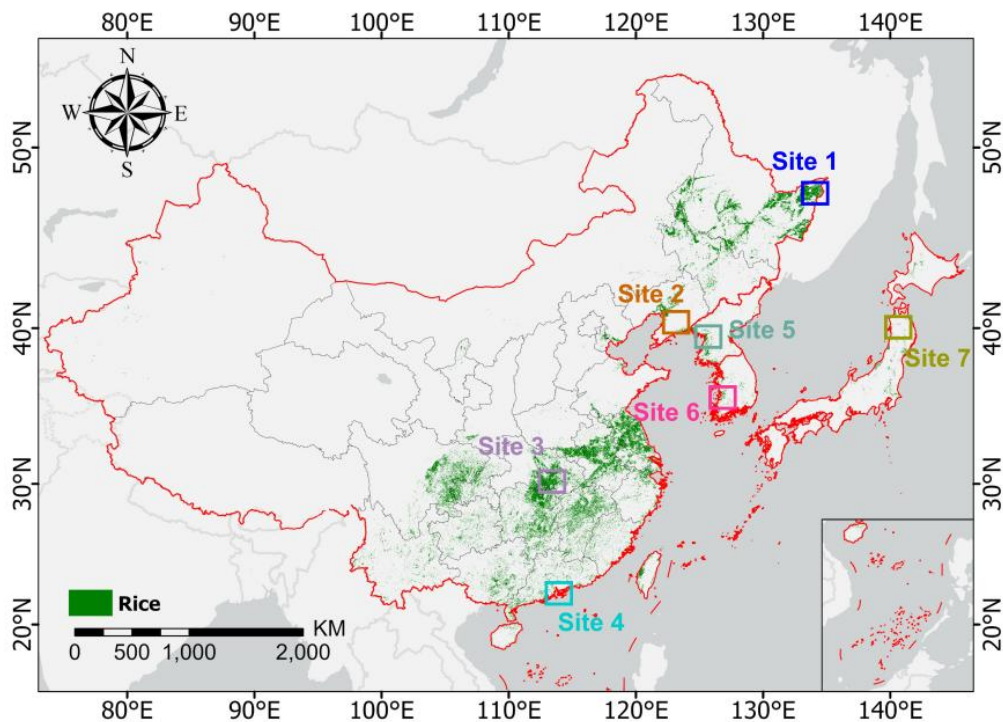 80°E 90°E 100°E 110°E 120°E 130°E 140°E
N
W E
S
50°N 50°N
Site 1
Site 2
40°N 40°N
Site 5
Site 7
Site 6
Site 3
30°N 30°N
Rice
KM
0 500 1,000 2,000
Site 4
20°N 20°N
80°E 90°E 100°E 110°E 120°E 130°E 140°E